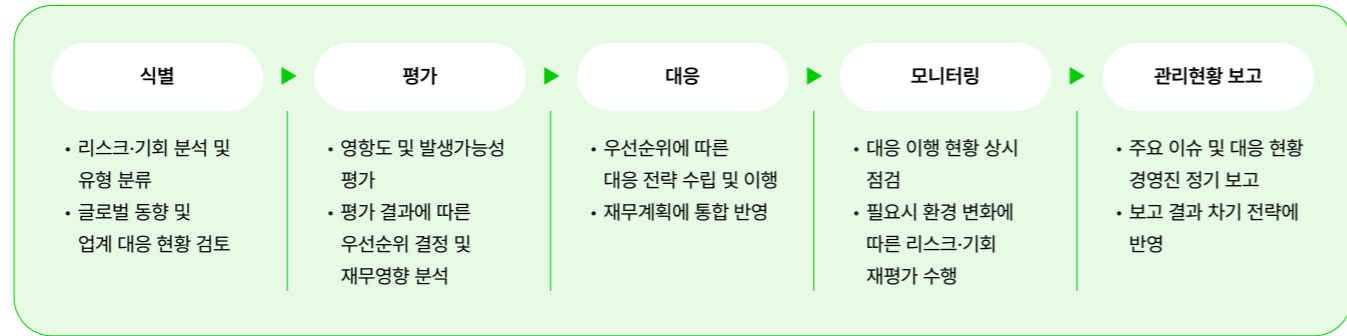 식별
• 리스크·기회 분석 및
유형 분류
• 글로벌 동향 및
업계 대응 현황 검토
평가
• 영향도 및 발생가능성
평가
• 평가 결과에 따른
우선순위 결정 및
재무영향 분석
대응
• 우선순위에 따른
대응 전략 수립 및 이행
• 재무계획에 통합 반영
모니터링
• 대응 이행 현황 상시
점검
• 필요시 환경 변화에
따른 리스크·기회
재평가 수행
관리현황 보고
• 주요 이슈 및 대응 현황
경영진 정기 보고
• 보고 결과 차기 전략에
반영